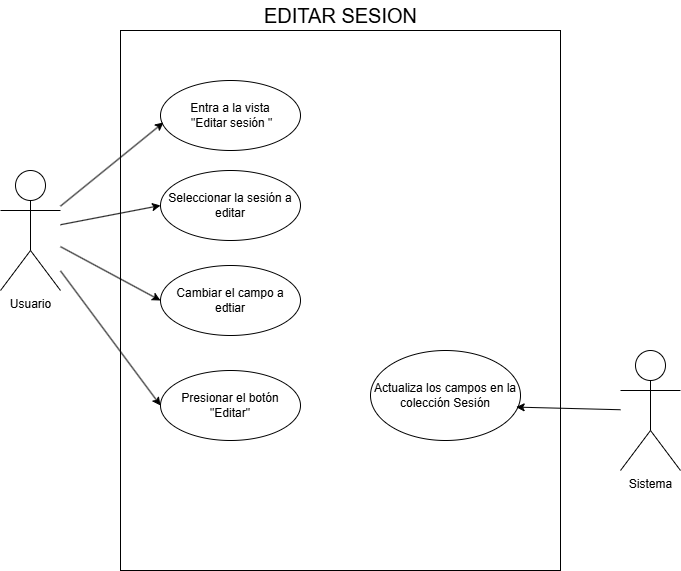 EDITAR SESION
Entra a la vista
"Editar sesión "
Seleccionar la sesión a
editar
Usuario
Cambiar el campo a
edtiar
Presionar el botón
"Editar"
Actualiza los campos en la
colección Sesión
Sistema